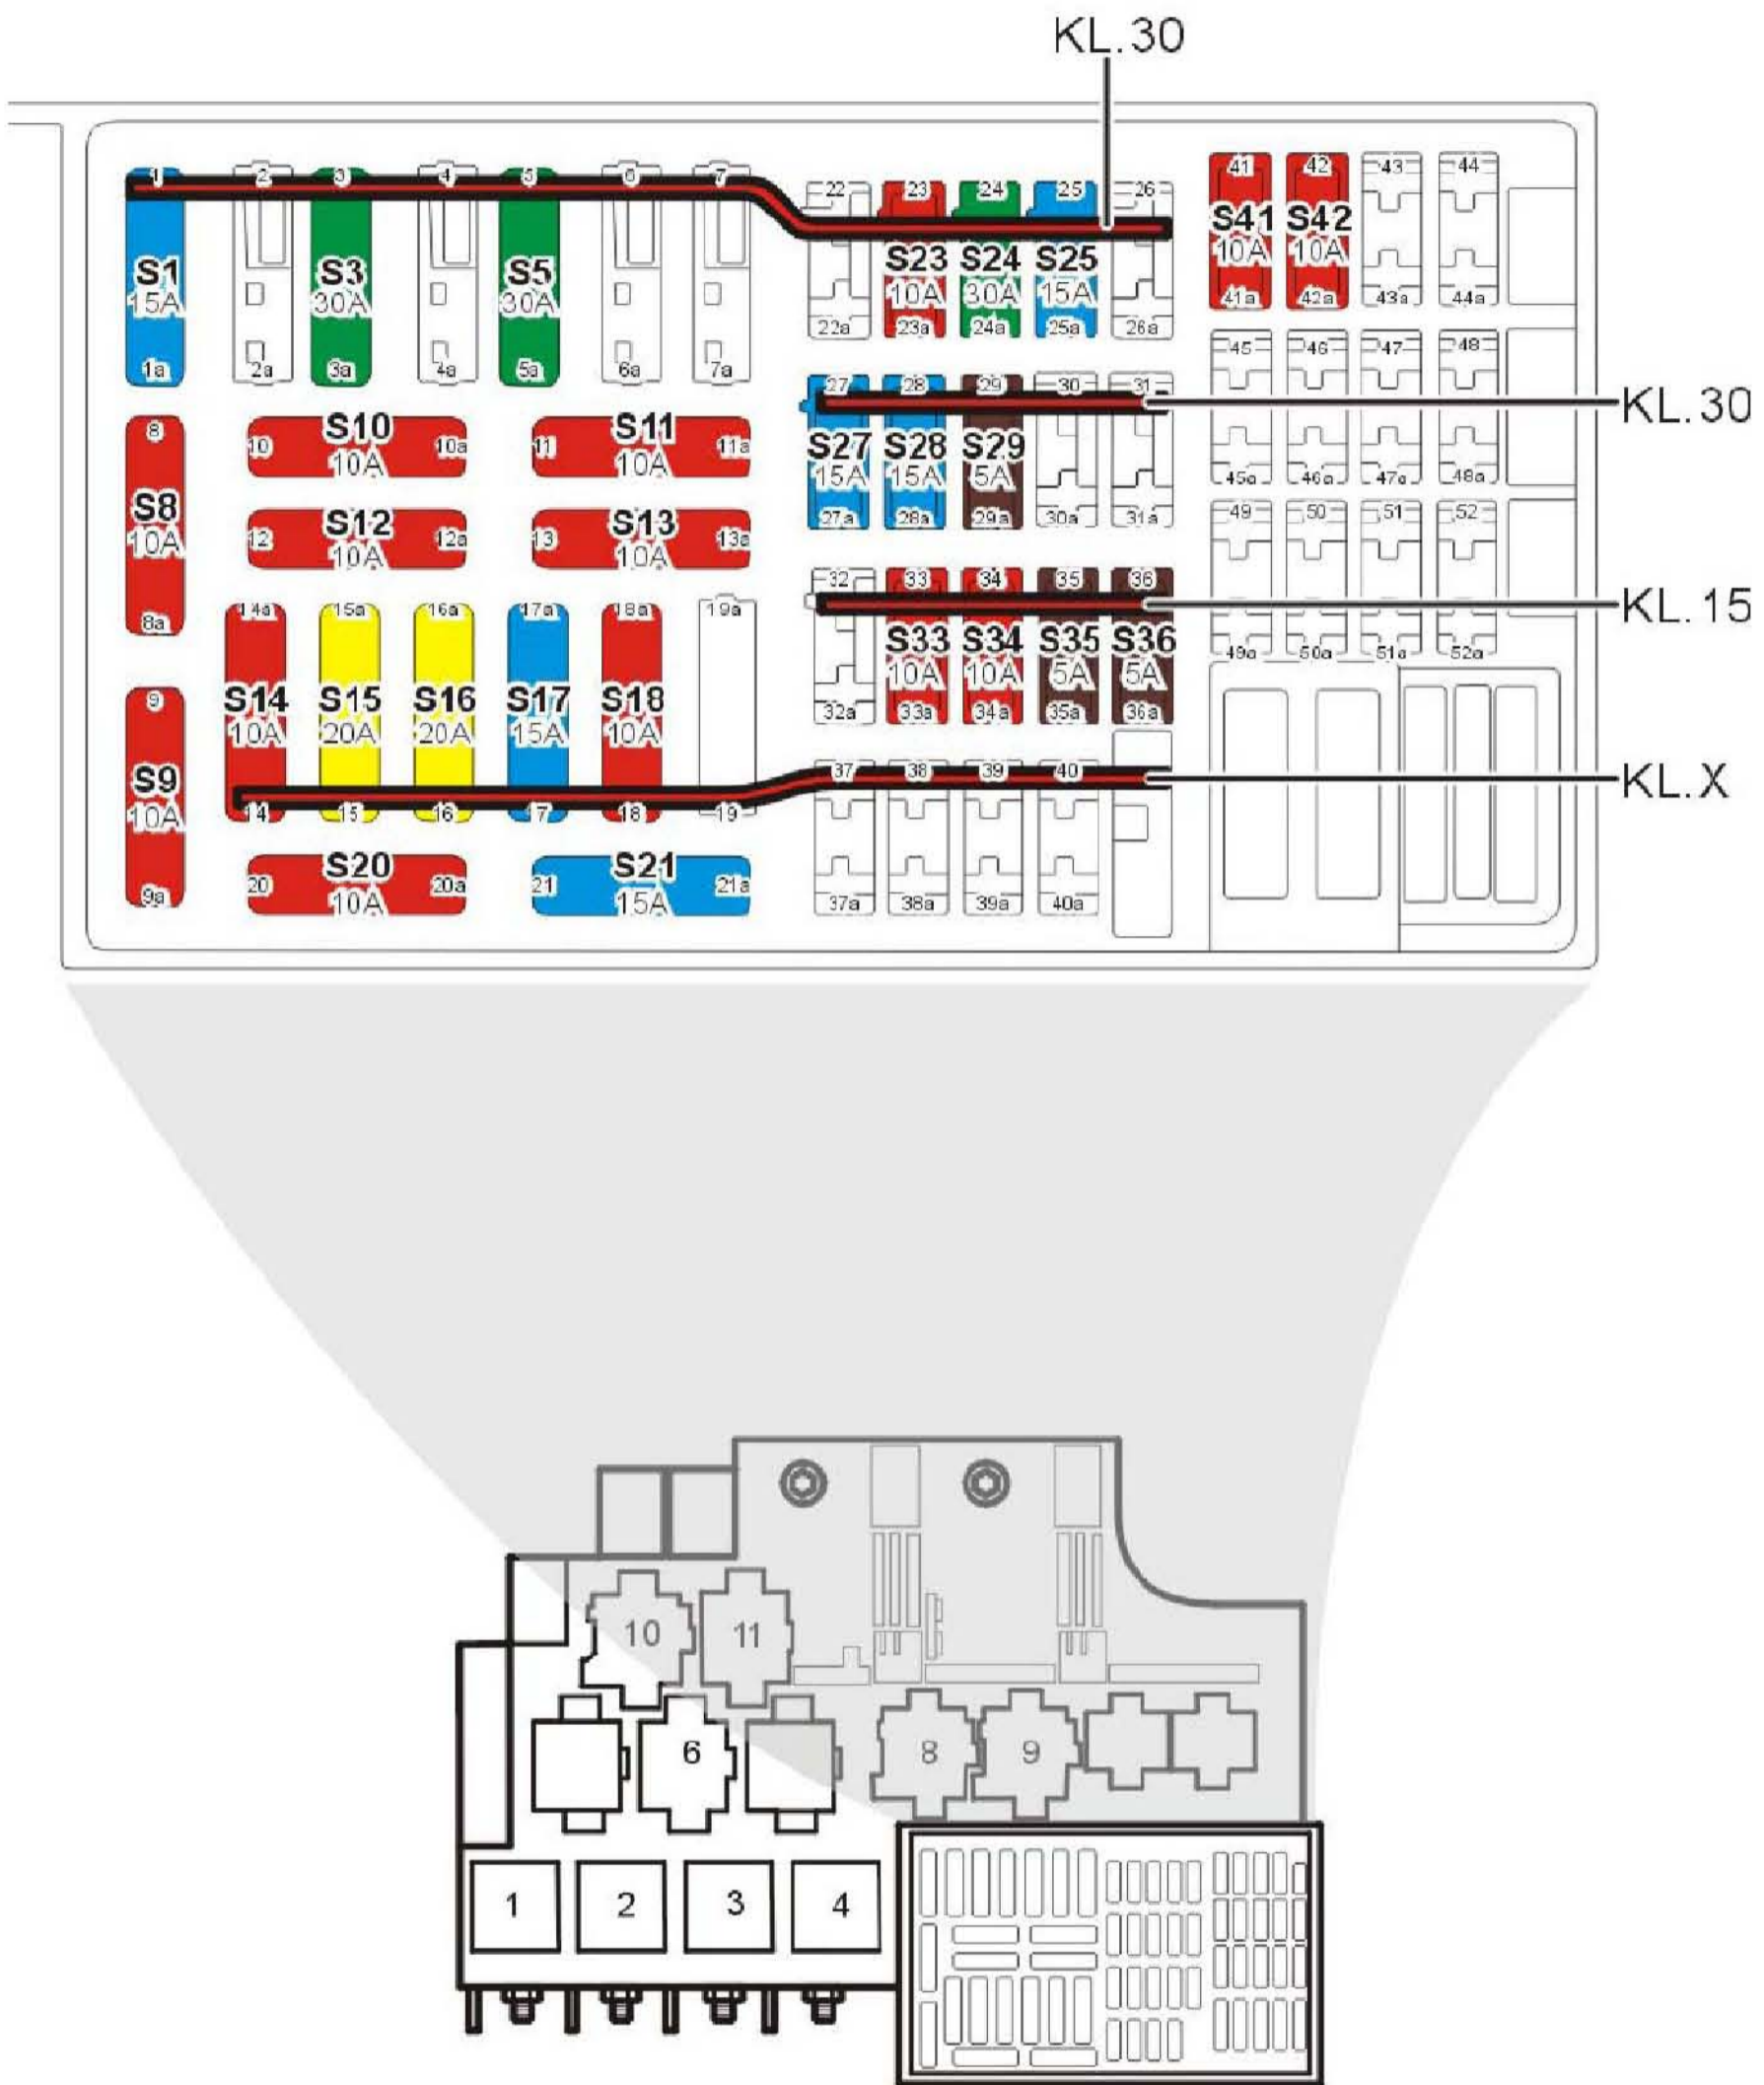 KL.30
1 2 3 4 5 6 7 22 23 24 25 26 41 42 43 44
S1 S3 S5 S23 S24 S25 S41 S42
15A 30A 30A 10A 30A 15A 10A 10A
1a 2a 3a 4a 5a 6a 7a 22a 23a 24a 25a 26a 41a 42a 43a 44a
45 46 47 48
27 28 29 30 31 KL.30
8 10 S10 10a 11 S11 11a S27 S28 S29
10A 10A 15A 15A 5A 45a 46a 47a 48a
S8 12 S12 12a 13 S13 13a 27a 28a 29a 30a 31a 49 50 51 52
10A 10A 10A
32 33 34 35 36 KL.15
8a 14a 15a 16a 17a 18a 19a S33 S34 S35 S36 49a 50a 51a 52a
10A 10A 5A 5A
9 S14 S15 S16 S17 S18 32a 33a 34a 35a 36a
10A 20A 20A 15A 10A
S9 37 38 39 40 KL.X
10A 14 15 16 17 18 19
9a 20 S20 20a 21 S21 21a 37a 38a 39a 40a
10A 15A
10 11
6 8 9
1 2 3 4